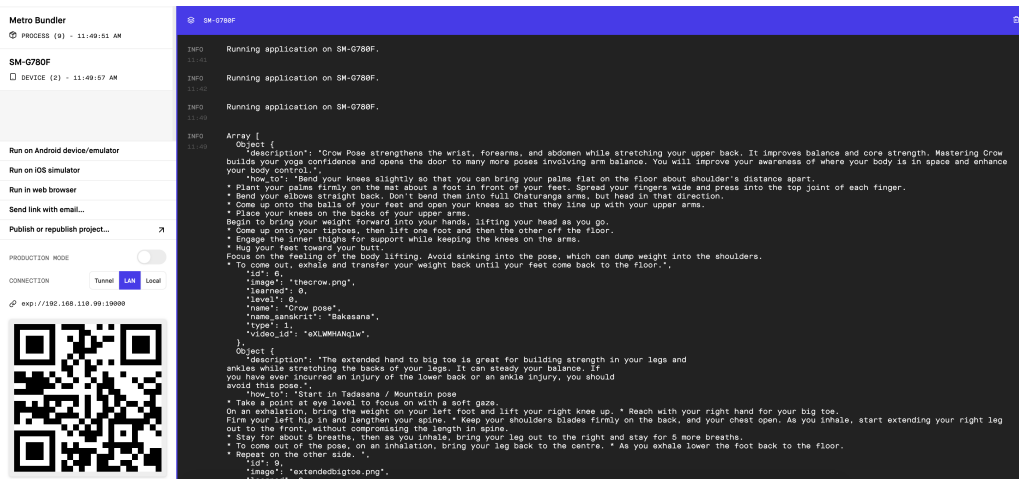 Metro Bundler
PROCESS (9) - 11:49:51 AM
SM-G780F
DEVICE (2) - 11:49:57 AM
Run on Android device/emulator
Run on iOS simulator
Run in web browser
Send link with email...
Publish or republish project...
PRODUCTION MODE
CONNECTION
Tunnel LAN Local
exp://192.168.110.99:19000
SM-G780F
INFO Running application on SM-G780F.
11:41
INFO Running application on SM-G780F.
11:49
INFO Running application on SM-G780F.
11:49
INFO Array [
11:49 Object {
"description": "Crow Pose strengthens the wrist, forearms, and abdomen while stretching your upper back. It improves balance and core strength. Mastering Crow
builds your yoga confidence and opens the door to many more poses involving arm balance. You will improve your awareness of where your body is in space and enhance
your body control.",
"how_to": "Bend your knees slightly so that you can bring your palms flat on the floor about shoulder's distance apart.
* Plant your palms firmly on the mat about a foot in front of your feet. Spread your fingers wide and press into the top joint of each finger.
* Bend your elbows straight back. Don't bend them into full Chaturanga arms, but head in that direction.
* Come up onto the balls of your feet and open your knees so that they line up with your upper arms.
* Place your knees on the backs of your upper arms.
Begin to bring your weight forward into your hands, lifting your head as you go.
* Come up onto your tiptoes, then lift one foot and then the other off the floor.
* Engage the inner thighs for support while keeping the knees on the arms.
* Hug your feet toward your butt.
Focus on the feeling of the body lifting. Avoid sinking into the pose, which can dump weight into the shoulders.
* To come out, exhale and transfer your weight back until your feet come back to the floor.",
"id": 6,
"image": "thecrow.png",
"learned": 0,
"level": 0,
"name": "Crow pose",
"name_sanskrit": "Bakasana",
"type": 1,
"video_id": "eXLWMHANqlw",
},
Object {
"description": "The extended hand to big toe is great for building strength in your legs and
ankles while stretching the backs of your legs. It can steady your balance. If
you have ever incurred an injury of the lower back or an ankle injury, you should
avoid this pose.",
"how_to": "Start in Tadasana / Mountain pose
* Take a point at eye level to focus on with a soft gaze.
On an exhalation, bring the weight on your left foot and lift your right knee up. * Reach with your right hand for your big toe.
Firm your left hip in and lengthen your spine. * Keep your shoulders blades firmly on the back, and your chest open. As you inhale, start extending your right leg
out to the front, without compromising the length in spine.
* Stay for about 5 breaths, then as you inhale, bring your leg out to the right and stay for 5 more breaths.
* To come out of the pose, on an inhalation, bring your leg back to the centre. * As you exhale lower the foot back to the floor.
* Repeat on the other side. ",
"id": 9,
"image": "extendedbigtoe.png",